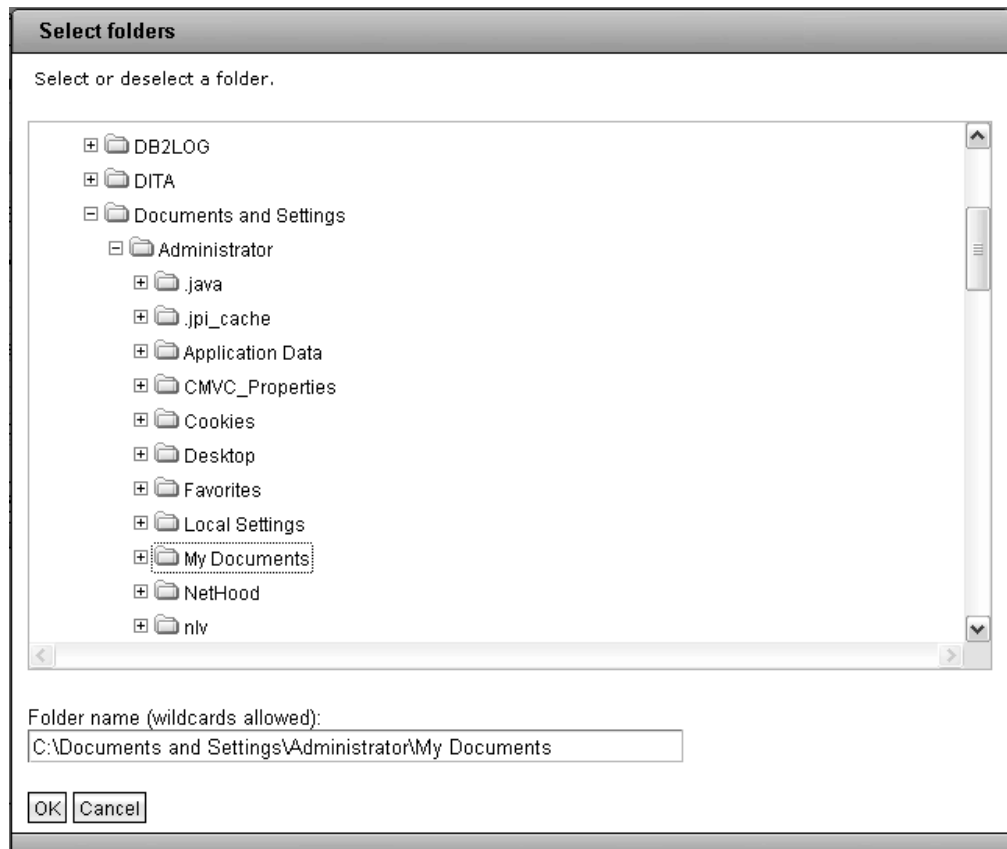 Select folders
Select or deselect a folder.
DB2LOG
DITA
Documents and Settings
Administrator
.java
.jpi_cache
Application Data
CMVC_Properties
Cookies
Desktop
Favorites
Local Settings
My Documents
NetHood
nlv
Folder name (wildcards allowed):
C:\Documents and Settings\Administrator\My Documents
OK Cancel